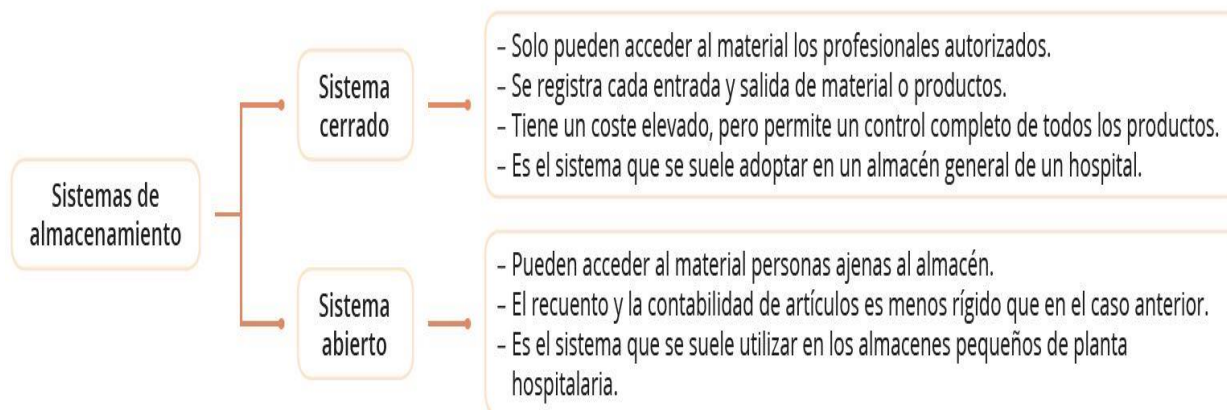 Sistemas de
almacenamiento
Sistema
cerrado
– Solo pueden acceder al material los profesionales autorizados.
– Se registra cada entrada y salida de material o productos.
– Tiene un coste elevado, pero permite un control completo de todos los productos.
– Es el sistema que se suele adoptar en un almacén general de un hospital.
Sistema
abierto
– Pueden acceder al material personas ajenas al almacén.
– El recuento y la contabilidad de artículos es menos rígido que en el caso anterior.
– Es el sistema que se suele utilizar en los almacenes pequeños de planta
hospitalaria.